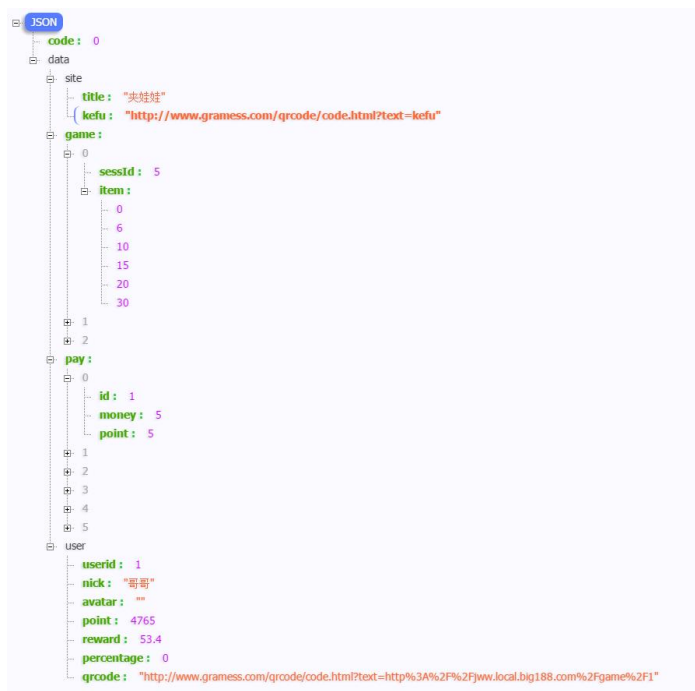 JSON
code : 0
data
site
title : "夹娃娃"
kefu : "http://www.gramess.com/qrcode/code.html?text=kefu"
game :
0
sessId : 5
item :
0
6
10
15
20
30
1
2
pay :
0
id : 1
money : 5
point : 5
1
2
3
4
5
user
userid : 1
nick : "哥哥"
avatar : ""
point : 4765
reward : 53.4
percentage : 0
qrcode : "http://www.gramess.com/qrcode/code.html?text=http%3A%2F%2Fjww.local.big188.com%2Fgame%2F1"